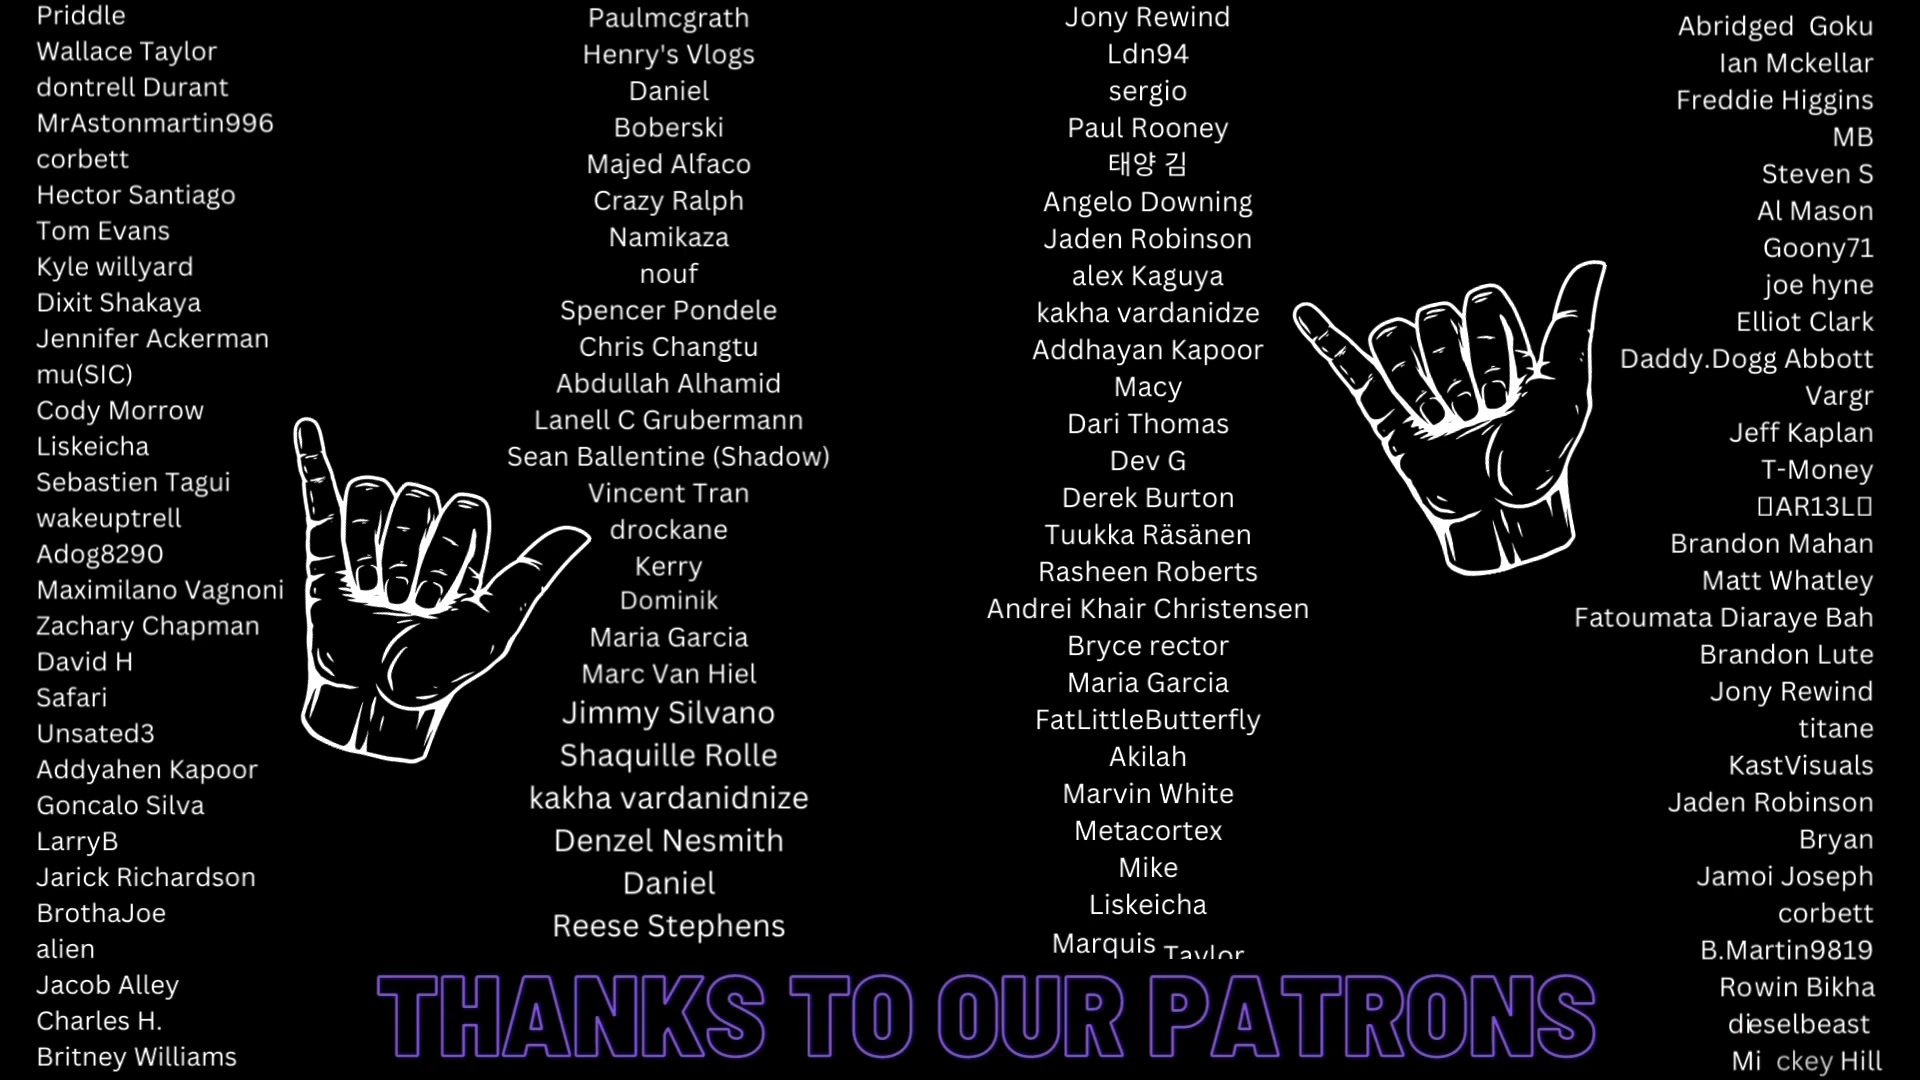 Priddle
Wallace Taylor
dontrell Durant
MrAstonmartin996
corbett
Hector Santiago
Tom Evans
Kyle willyard
Dixit Shakaya
Jennifer Ackerman
mu(SIC)
Cody Morrow
Liskeicha
Sebastien Tagui
wakeuptrell
Adog8290
Maximilano Vagnoni
Zachary Chapman
David H
Safari
Unsated3
Addyahen Kapoor
Goncalo Silva
LarryB
Jarick Richardson
BrothaJoe
alien
Jacob Alley
Charles H.
Britney Williams
Paulmcgrath
Henry's Vlogs
Daniel
Boberski
Majed Alfaco
Crazy Ralph
Namikaza
nouf
Spencer Pondele
Chris Changtu
Abdullah Alhamid
Lanell C Grubermann
Sean Ballentine (Shadow)
Vincent Tran
drockane
Kerry
Dominik
Maria Garcia
Marc Van Hiel
Jimmy Silvano
Shaquille Rolle
kakha vardanidnize
Denzel Nesmith
Daniel
Reese Stephens
Jony Rewind
Ldn94
sergio
Paul Rooney
태양 김
Angelo Downing
Jaden Robinson
alex Kaguya
kakha vardanidze
Addhayan Kapoor
Macy
Dari Thomas
Dev G
Derek Burton
Tuukka Räsänen
Rasheen Roberts
Andrei Khair Christensen
Bryce rector
Maria Garcia
FatLittleButterfly
Akilah
Marvin White
Metacortex
Mike
Liskeicha
Marquis Taylor
Abridged Goku
Ian Mckellar
Freddie Higgins
MB
Steven S
Al Mason
Goony71
joe hyne
Elliot Clark
Daddy.Dogg Abbott
Vargr
Jeff Kaplan
T-Money
▯AR13L▯
Brandon Mahan
Matt Whatley
Fatoumata Diaraye Bah
Brandon Lute
Jony Rewind
titane
KastVisuals
Jaden Robinson
Bryan
Jamoi Joseph
corbett
B.Martin9819
Rowin Bikha
dieselbeast
Mi ckey Hill
THANKS TO OUR PATRONS